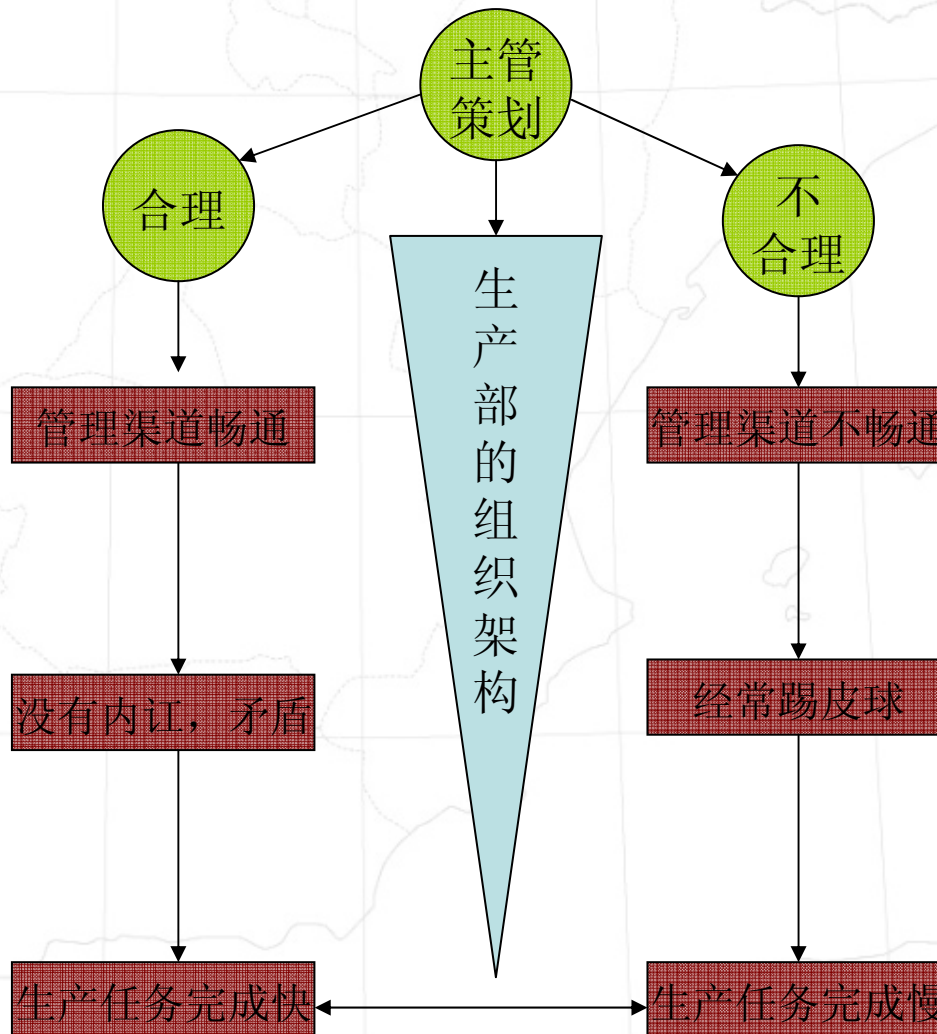 主管
策划
合理
不
合理
生产部的组织架构
管理渠道畅通
管理渠道不畅通
没有内讧，矛盾
经常踢皮球
生产任务完成快
生产任务完成慢